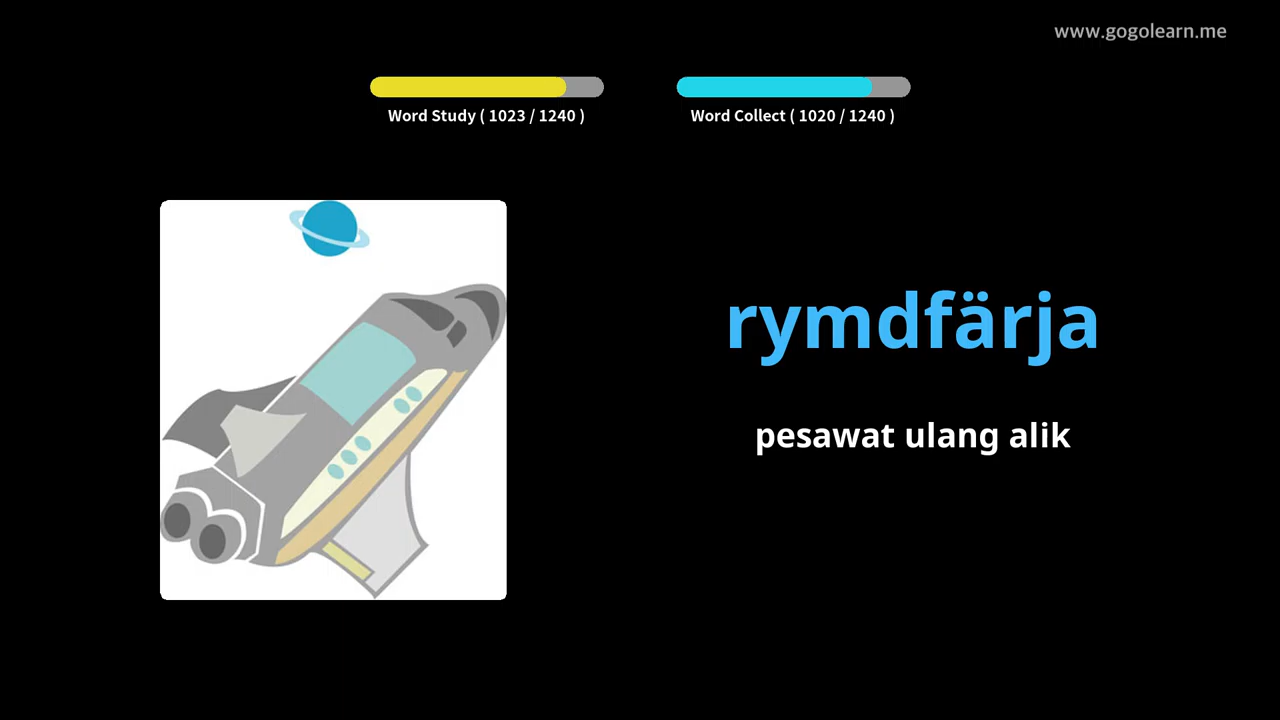 www.gogolearn.me
Word Study ( 1023 / 1240 )
Word Collect ( 1020 / 1240 )
rymdfärja
pesawat ulang alik